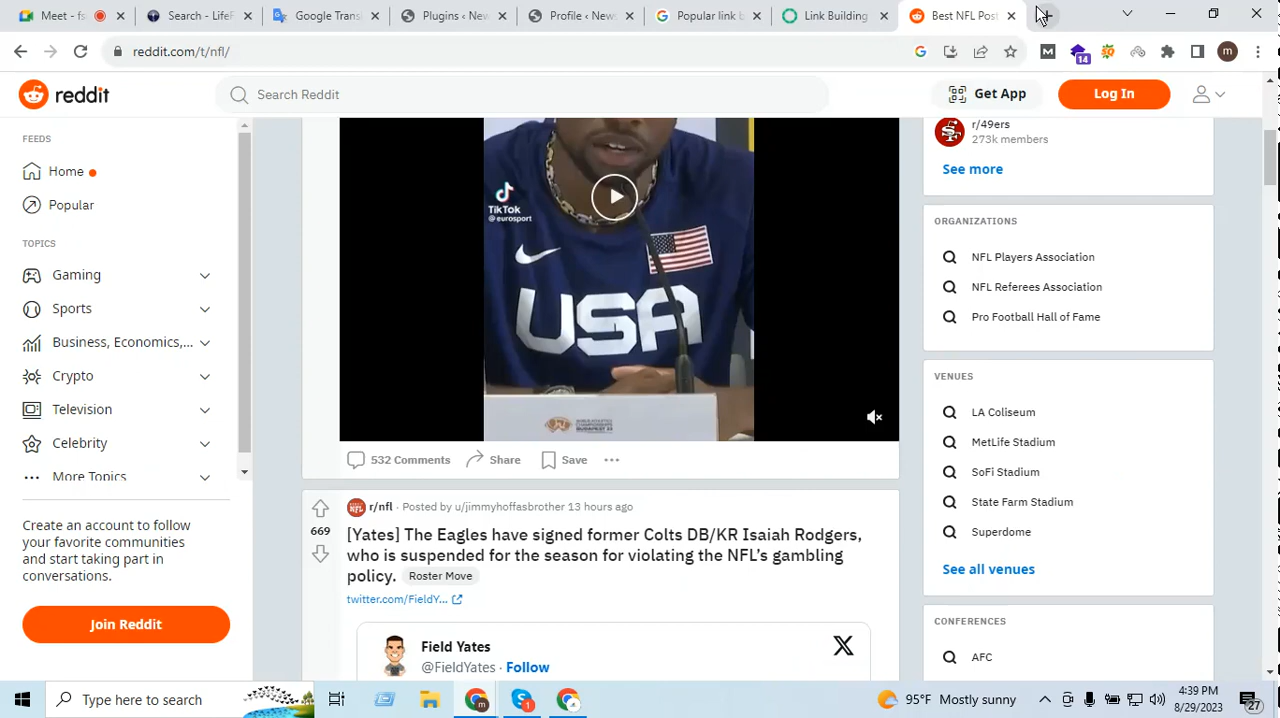 Meet - fs
Search - LiteF
Google Trans
Plugins ‹ Ne
Profile ‹ News
Popular link b
Link Building
Best NFL Post
reddit.com/t/nfl/
14
m
reddit
Search Reddit
Get App
Log In
FEEDS
Home
Popular
TOPICS
Gaming
Sports
Business, Economics,...
Crypto
Television
Celebrity
More Topics
Create an account to follow
your favorite communities
and start taking part in
conversations.
Join Reddit
TikTok
@eurosport
USA
532 Comments
Share
Save
669
r/nfl · Posted by u/jimmyhoffasbrother 13 hours ago
[Yates] The Eagles have signed former Colts DB/KR Isaiah Rodgers,
who is suspended for the season for violating the NFL's gambling
policy. Roster Move
twitter.com/FieldY...
Field Yates
@FieldYates · Follow
r/49ers
273k members
See more
ORGANIZATIONS
NFL Players Association
NFL Referees Association
Pro Football Hall of Fame
VENUES
LA Coliseum
MetLife Stadium
SoFi Stadium
State Farm Stadium
Superdome
See all venues
CONFERENCES
AFC
Type here to search
95°F Mostly sunny
4:39 PM
8/29/2023
27